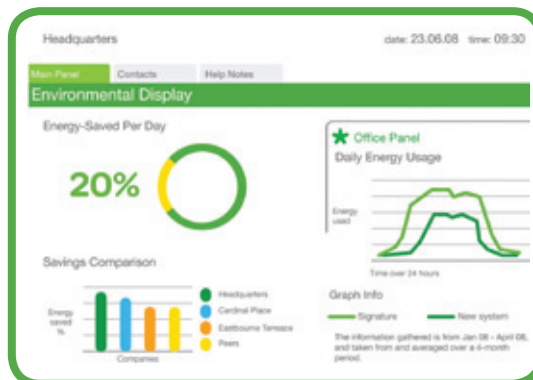 Headquarters
date: 23.06.08 time: 09:30
Main Panel Contacts Help Notes
Environmental Display
Energy-Saved Per Day
20%
Office Panel
Daily Energy Usage
Energy
used
Time over 24 hours
Savings Comparison
Energy
saved
%
Companies
Headquarters
Cardinal Place
Eastbourne Terrace
Peers
Graph Info
Signature New system
The information gathered is from Jan 08 - April 08,
and taken from and averaged over a 4-month
period.